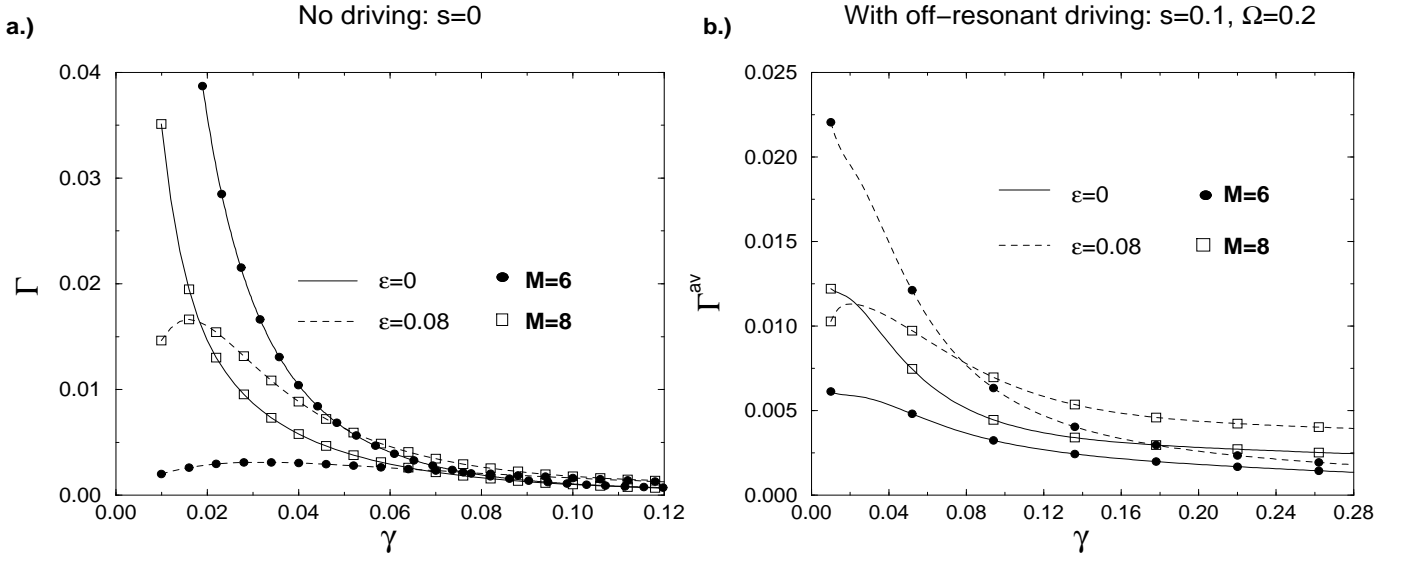 No driving: s=0
a.)
0.04
0.03
0.02
0.01
0.00
Γ
ε=0
M=6
ε=0.08
M=8
0.00
0.02
0.04
0.06
0.08
0.10
0.12
γ
With off−resonant driving: s=0.1, Ω=0.2
b.)
0.025
0.020
0.015
0.010
0.005
0.000
Γav
ε=0
M=6
ε=0.08
M=8
0.00
0.04
0.08
0.12
0.16
0.20
0.24
0.28
γ